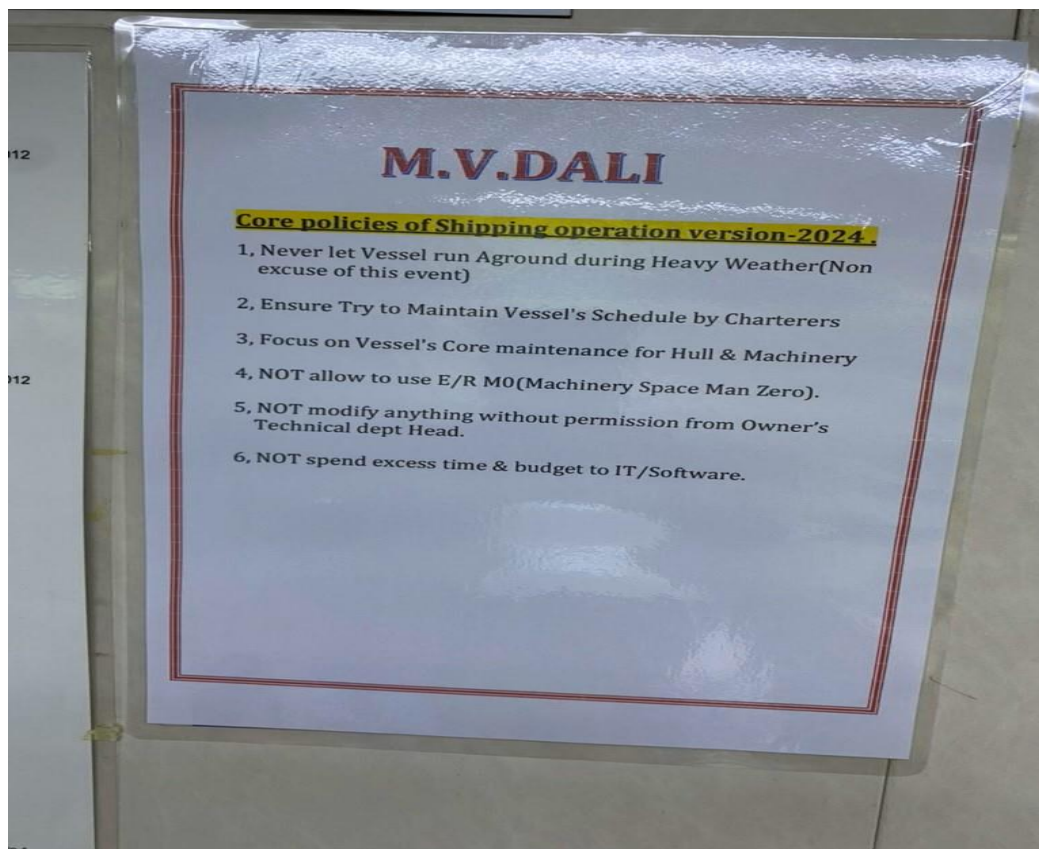 012
012
M.V.DALI
Core policies of Shipping operation version-2024 .
1, Never let Vessel run Aground during Heavy Weather(Non
excuse of this event)
2, Ensure Try to Maintain Vessel's Schedule by Charterers
3, Focus on Vessel's Core maintenance for Hull & Machinery
4, NOT allow to use E/R M0(Machinery Space Man Zero).
5, NOT modify anything without permission from Owner's
Technical dept Head.
6, NOT spend excess time & budget to IT/Software.